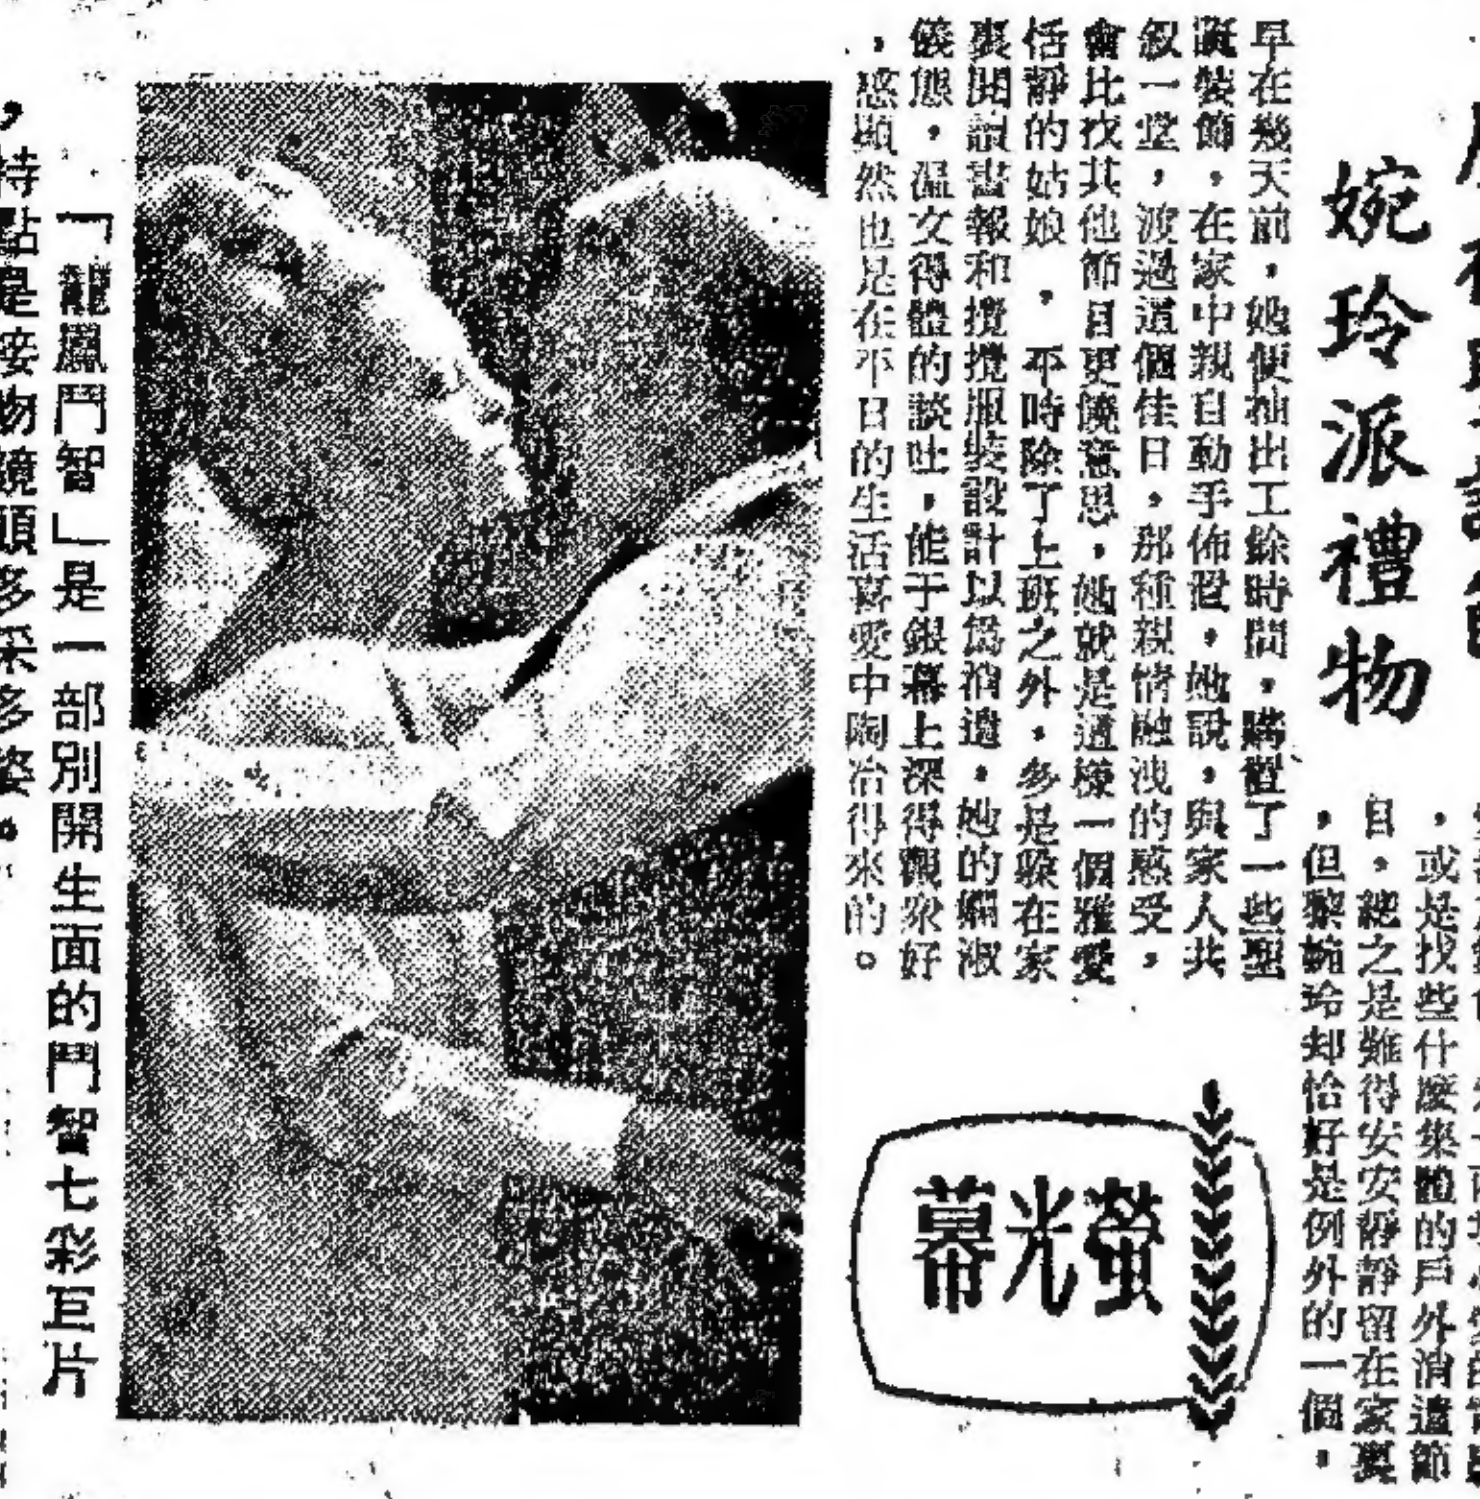 婉玲派禮物
，或是找些什麼集體的戶外消遣節
目。總之是難得安安靜靜留在家裏
，但黎婉玲却恰好是例外的一個，
早在幾天前，她便抽出工餘時間，購置了一些聖
誕裝飾，在家中親自動手佈置，她說，與家人共
叙一堂，渡過這個佳日，那種親情融洩的感受，
會比找其他節目更饒意思，她就是這樣一個雅愛
恬靜的姑娘，不時除了上班之外，多是躱在家
裏閱讀書報和攪攪服裝設計以爲消遣，她的嫻淑
儀態，溫文得體的談吐，能于銀幕上深得觀衆好
，感顯然也是在不日的生活喜愛中陶冶得來的。
螢光幕
「龍鳳鬥智」是一部別開生面的鬥智七彩巨片
，特點是接物鏡頭多采多姿。